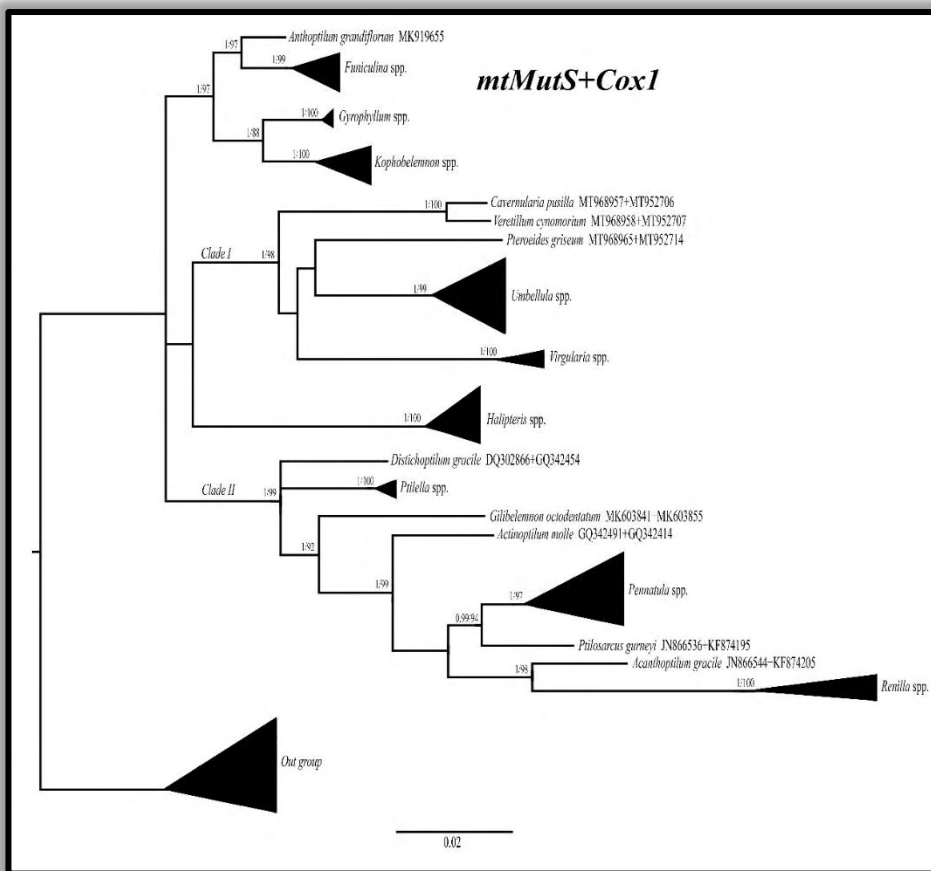 1/97
Anthoptilum grandiflorum MK919655
1/99
Funiculina spp.
mtMutS+Cox1
1/97
1/100
Gyrophyllum spp.
1/88
1/100
Kophobelemnon spp.
1/100
Cavernularia pusilla MT968957+MT952706
Veretillum cynomorium MT968958+MT952707
Pteroeides griseum MT968965+MT952714
Clade I
1/98
1/99
Umbellula spp.
1/100
Virgularia spp.
1/100
Halipteris spp.
Distichoptilum gracile DQ302866+GQ342454
Clade II
1/99
1/100
Ptilella spp.
Gilibelemnon octodentatum MK603841-MK603855
1/92
Actinoptilum molle GQ342491+GQ342414
1/99
Pennatula spp.
1/97
0.99/94
Ptilosarcus gurneyi JN866536-KF874195
Acanthoptilum gracile JN866544-KF874205
1/98
1/100
Renilla spp.
Out group
0.02